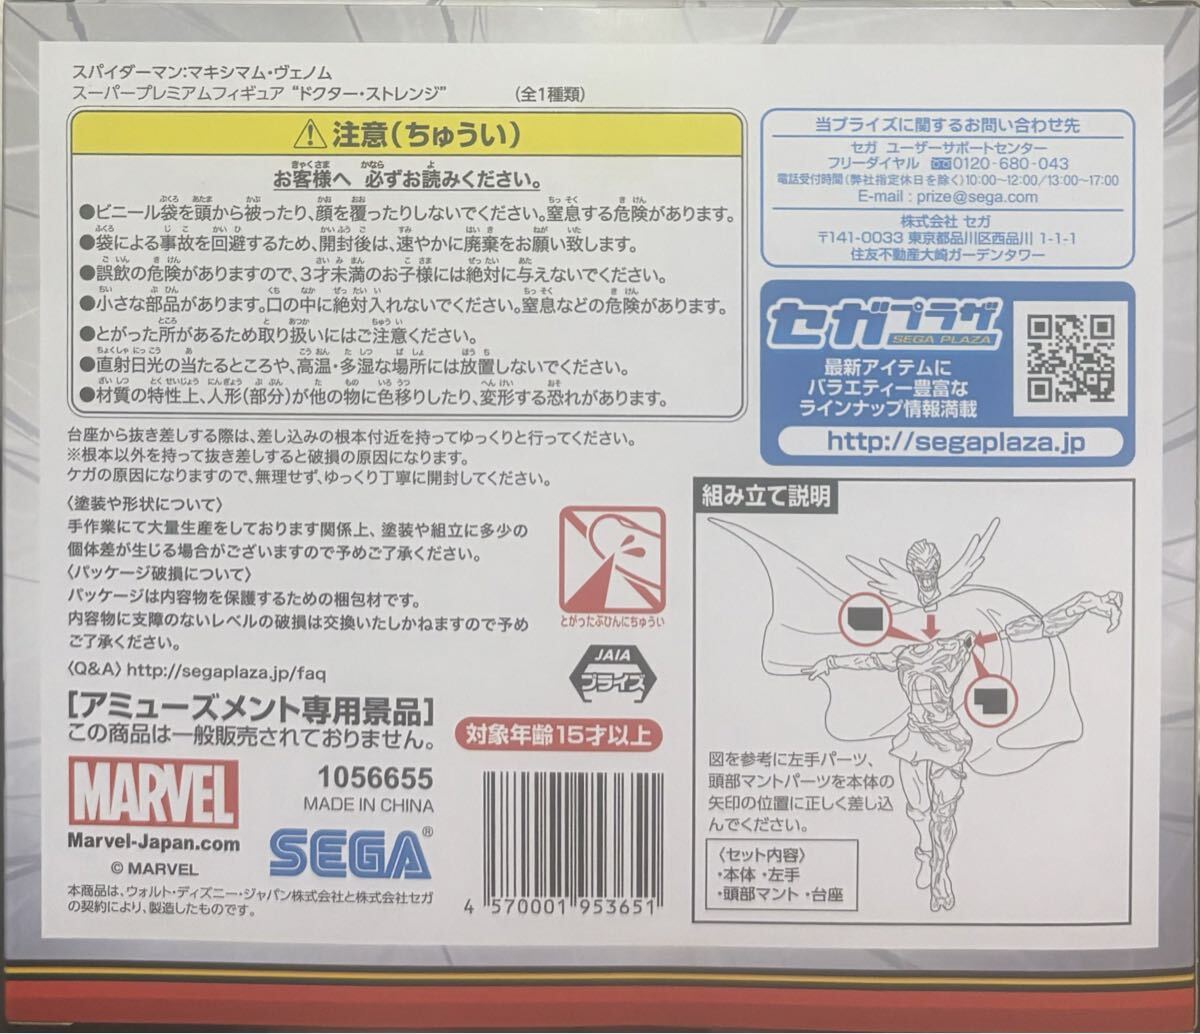 スパイダーマン:マキシマム・ヴェノム
スーパープレミアムフィギュア “ドクター・ストレンジ” (全1種類)
注意(ちゅうい)
お客様へ 必ずお読みください。
●ビニール袋を頭から被ったり、顔を覆ったりしないでください。窒息する危険があります。
●袋による事故を回避するため、開封後は、速やかに廃棄をお願い致します。
●誤飲の危険がありますので、3才未満のお子様には絶対に与えないでください。
●小さな部品があります。口の中に絶対入れないでください。窒息などの危険があります。
●とがった所があるため取り扱いにはご注意ください。
●直射日光の当たるところや、高温・多湿な場所には放置しないでください。
●材質の特性上、人形(部分)が他の物に色移りしたり、変形する恐れがあります。
台座から抜き差しする際は、差し込みの根本付近を持ってゆっくりと行ってください。
※根本以外を持って抜き差しすると破損の原因になります。
ケガの原因になりますので、無理せず、ゆっくり丁寧に開封してください。
〈塗装や形状について〉
手作業にて大量生産をしております関係上、塗装や組立に多少の
個体差が生じる場合がございますので予めご了承ください。
〈パッケージ破損について〉
パッケージは内容物を保護するための梱包材です。
内容物に支障のないレベルの破損は交換いたしかねますので予め
ご了承ください。
〈Q&A〉http://segaplaza.jp/faq
とがったぶひんにちゅうい
JAIA
プライズ
[アミューズメント専用景品]
この商品は一般販売されておりません。
対象年齢15才以上
MARVEL
Marvel-Japan.com
© MARVEL
1056655
MADE IN CHINA
SEGA®
本商品は、ウォルト・ディズニー・ジャパン株式会社と株式会社セガ
の契約により、製造したものです。
4 570001 953651
当プライズに関するお問い合わせ先
セガ ユーザーサポートセンター
フリーダイヤル 0120-680-043
電話受付時間(弊社指定休日を除く)10:00~12:00/13:00~17:00
E-mail : prize@sega.com
株式会社 セガ
〒141-0033 東京都品川区西品川 1-1-1
住友不動産大崎ガーデンタワー
セガプラザ
SEGA PLAZA
最新アイテムに
バラエティー豊富な
ラインナップ情報満載
http://segaplaza.jp
組み立て説明
図を参考に左手パーツ、
頭部マントパーツを本体の
矢印の位置に正しく差し込
んでください。
〈セット内容〉
・本体 ・左手
・頭部マント ・台座